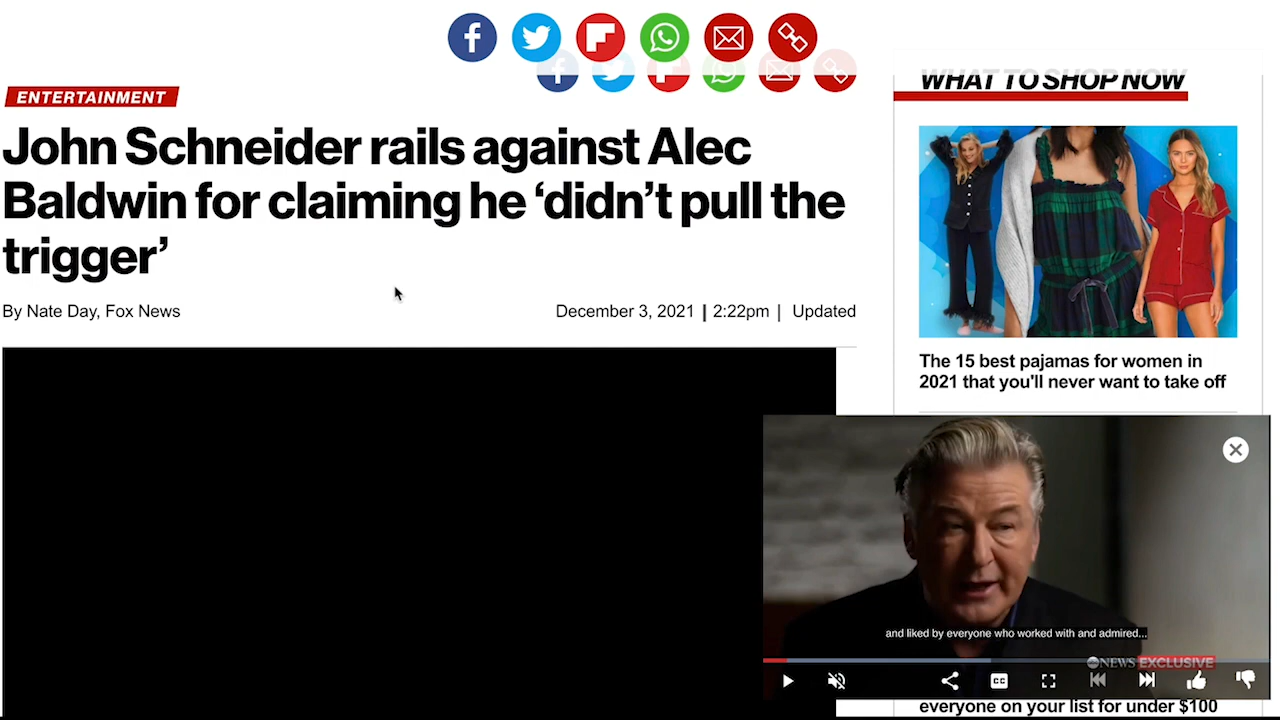 ENTERTAINMENT
John Schneider rails against Alec
Baldwin for claiming he ‘didn’t pull the
trigger’
By Nate Day, Fox News
December 3, 2021 | 2:22pm | Updated
WHAT TO SHOP NOW
The 15 best pajamas for women in
2021 that you'll never want to take off
and liked by everyone who worked with and admired...
abc NEWS EXCLUSIVE
CC
everyone on your list for under $100